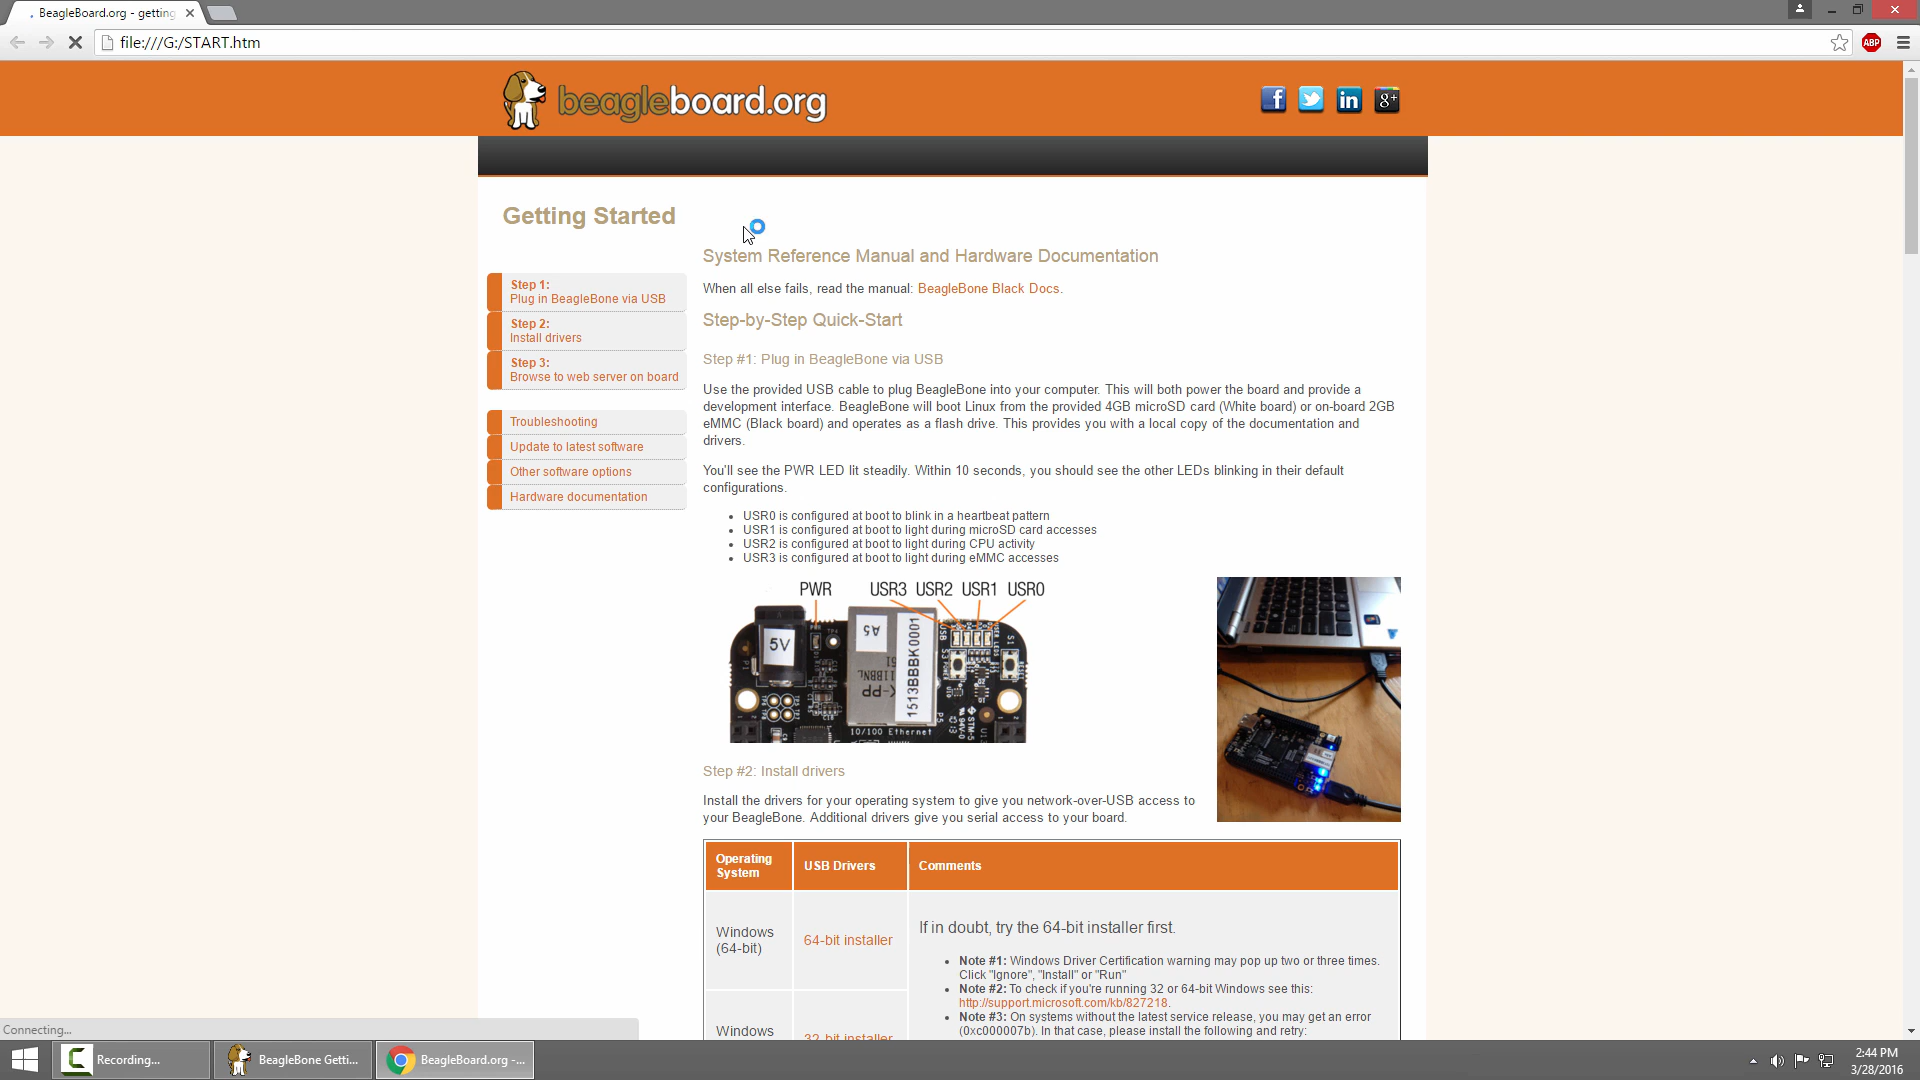 BeagleBoard.org - getting
file:///G:/START.htm
ABP
beagleboard.org
f
in
g+
Getting Started
Step 1:
Plug in BeagleBone via USB
Step 2:
Install drivers
Step 3:
Browse to web server on board
Troubleshooting
Update to latest software
Other software options
Hardware documentation
System Reference Manual and Hardware Documentation
When all else fails, read the manual: BeagleBone Black Docs.
Step-by-Step Quick-Start
Step #1: Plug in BeagleBone via USB
Use the provided USB cable to plug BeagleBone into your computer. This will both power the board and provide a
development interface. BeagleBone will boot Linux from the provided 4GB microSD card (White board) or on-board 2GB
eMMC (Black board) and operates as a flash drive. This provides you with a local copy of the documentation and
drivers.
You'll see the PWR LED lit steadily. Within 10 seconds, you should see the other LEDs blinking in their default
configurations.
USR0 is configured at boot to blink in a heartbeat pattern
USR1 is configured at boot to light during microSD card accesses
USR2 is configured at boot to light during CPU activity
USR3 is configured at boot to light during eMMC accesses
PWR USR3 USR2 USR1 USR0
5V
A5
1513BBBK0001
10/100 Ethernet
Step #2: Install drivers
Install the drivers for your operating system to give you network-over-USB access to
your BeagleBone. Additional drivers give you serial access to your board.
Operating
System
USB Drivers
Comments
Windows
(64-bit)
64-bit installer
If in doubt, try the 64-bit installer first.
Note #1: Windows Driver Certification warning may pop up two or three times.
Click "Ignore", "Install" or "Run"
Note #2: To check if you're running 32 or 64-bit Windows see this:
http://support.microsoft.com/kb/827218.
Note #3: On systems without the latest service release, you may get an error
(0xc000007b). In that case, please install the following and retry:
Windows
32-bit installer
Connecting...
Recording...
BeagleBone Getti...
BeagleBoard.org -...
2:44 PM
3/28/2016